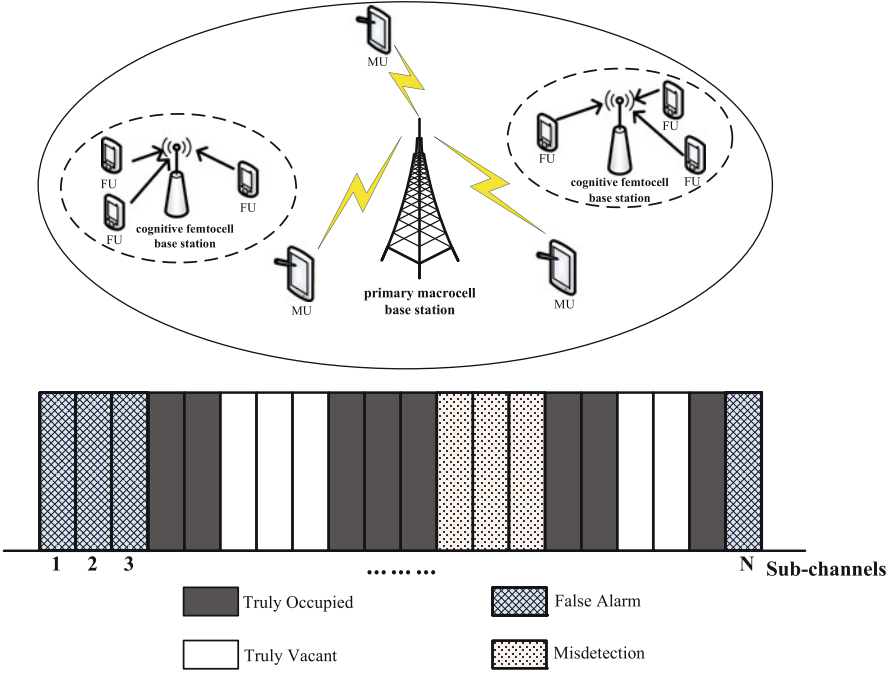 MU
FU
FU
FU
cognitive femtocell
base station
FU
FU
FU
cognitive femtocell
base station
MU
primary macrocell
base station
MU
1 2 3 ... ... ... N Sub-channels
Truly Occupied
False Alarm
Truly Vacant
Misdetection